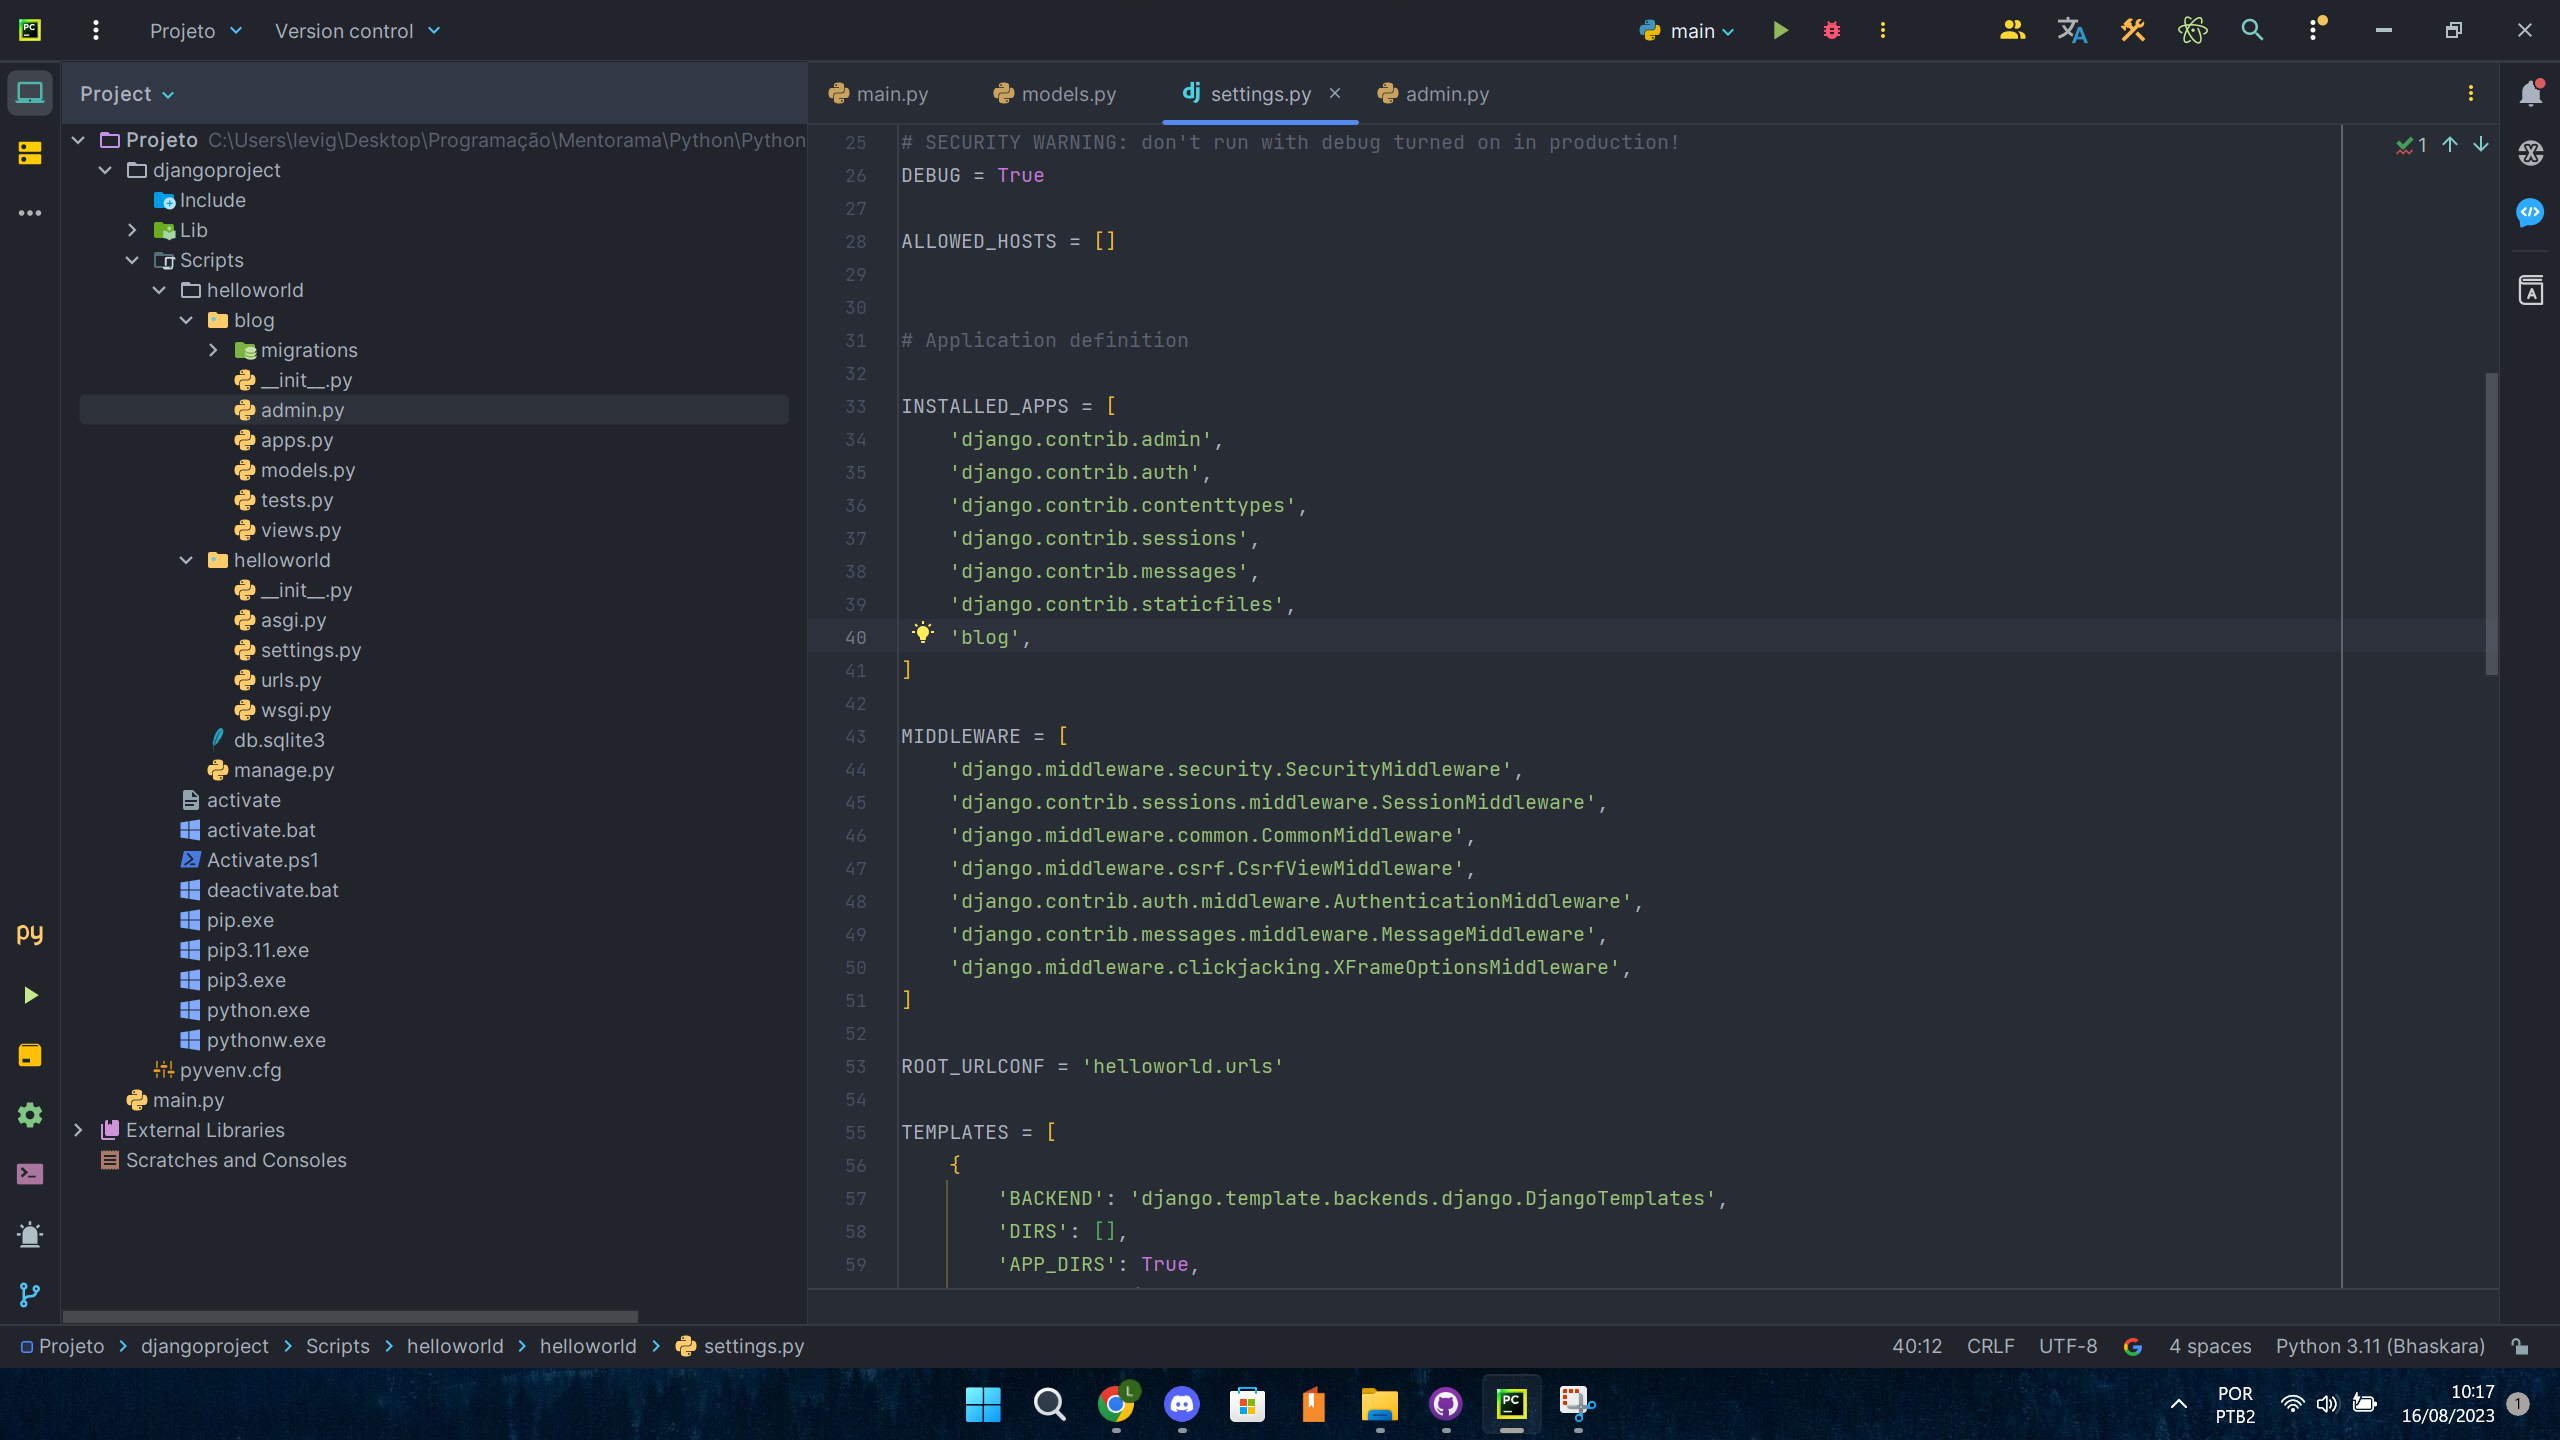 Projeto
Version control
main
Project
main.py
models.py
settings.py
admin.py
Projeto C:\Users\levig\Desktop\Programação\Mentorama\Python\Python
djangoproject
Include
Lib
Scripts
helloworld
blog
migrations
__init__.py
admin.py
apps.py
models.py
tests.py
views.py
helloworld
__init__.py
asgi.py
settings.py
urls.py
wsgi.py
db.sqlite3
manage.py
activate
activate.bat
Activate.ps1
deactivate.bat
pip.exe
pip3.11.exe
pip3.exe
python.exe
pythonw.exe
pyvenv.cfg
main.py
External Libraries
Scratches and Consoles
25 # SECURITY WARNING: don't run with debug turned on in production!
26 DEBUG = True
27
28 ALLOWED_HOSTS = []
29
30
31 # Application definition
32
33 INSTALLED_APPS = [
34     'django.contrib.admin',
35     'django.contrib.auth',
36     'django.contrib.contenttypes',
37     'django.contrib.sessions',
38     'django.contrib.messages',
39     'django.contrib.staticfiles',
40     'blog',
41 ]
42
43 MIDDLEWARE = [
44     'django.middleware.security.SecurityMiddleware',
45     'django.contrib.sessions.middleware.SessionMiddleware',
46     'django.middleware.common.CommonMiddleware',
47     'django.middleware.csrf.CsrfViewMiddleware',
48     'django.contrib.auth.middleware.AuthenticationMiddleware',
49     'django.contrib.messages.middleware.MessageMiddleware',
50     'django.middleware.clickjacking.XFrameOptionsMiddleware',
51 ]
52
53 ROOT_URLCONF = 'helloworld.urls'
54
55 TEMPLATES = [
56     {
57         'BACKEND': 'django.template.backends.django.DjangoTemplates',
58         'DIRS': [],
59         'APP_DIRS': True,
1
py
Projeto > djangoproject > Scripts > helloworld > helloworld > settings.py
40:12 CRLF UTF-8 4 spaces Python 3.11 (Bhaskara)
L
PC
POR
PTB2
10:17
16/08/2023
1